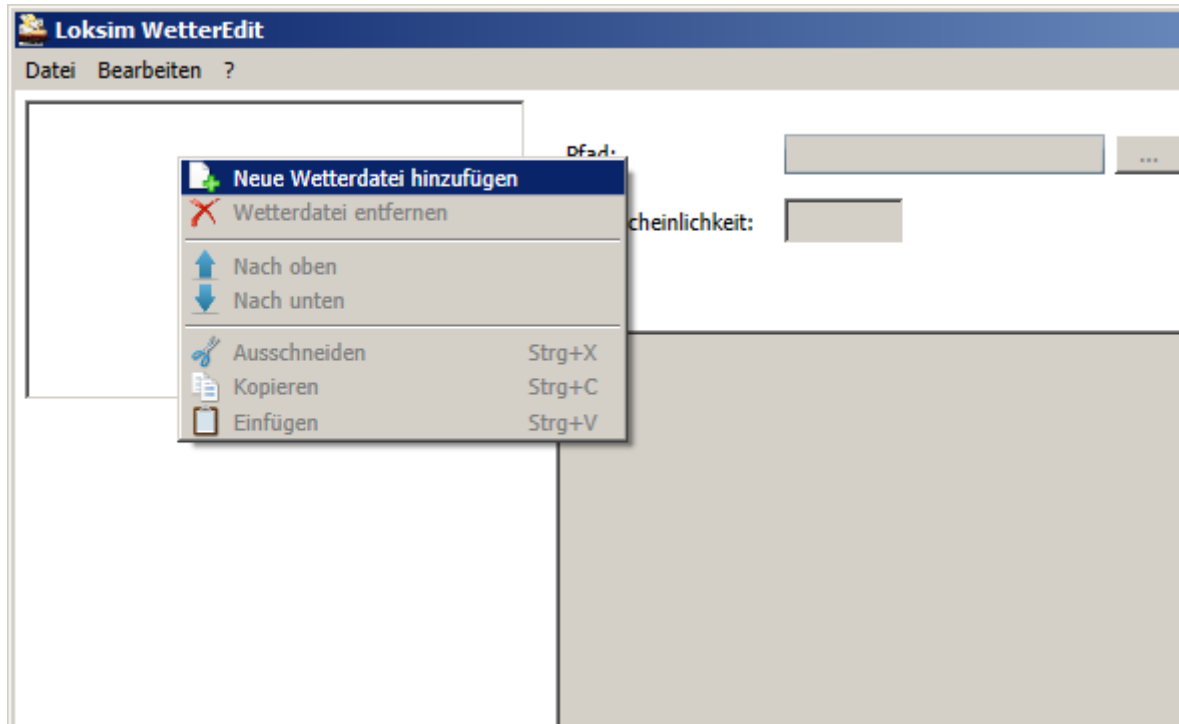 Loksim WetterEdit
Datei Bearbeiten ?
Pfad:
...
Neue Wetterdatei hinzufügen
Wetterdatei entfernen
cheinlichkeit:
Nach oben
Nach unten
Ausschneiden Strg+X
Kopieren Strg+C
Einfügen Strg+V